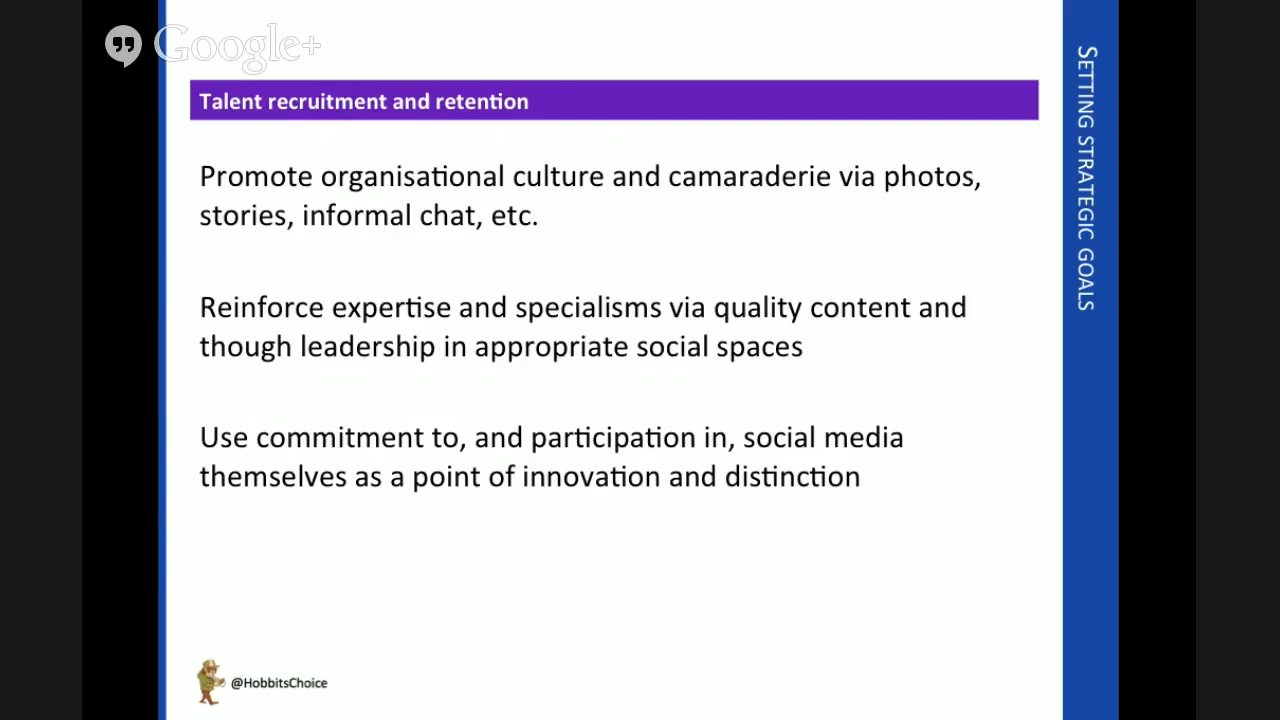 Google+
Talent recruitment and retention
Promote organisational culture and camaraderie via photos,
stories, informal chat, etc.
Reinforce expertise and specialisms via quality content and
though leadership in appropriate social spaces
Use commitment to, and participation in, social media
themselves as a point of innovation and distinction
@HobbitsChoice
SETTING STRATEGIC GOALS